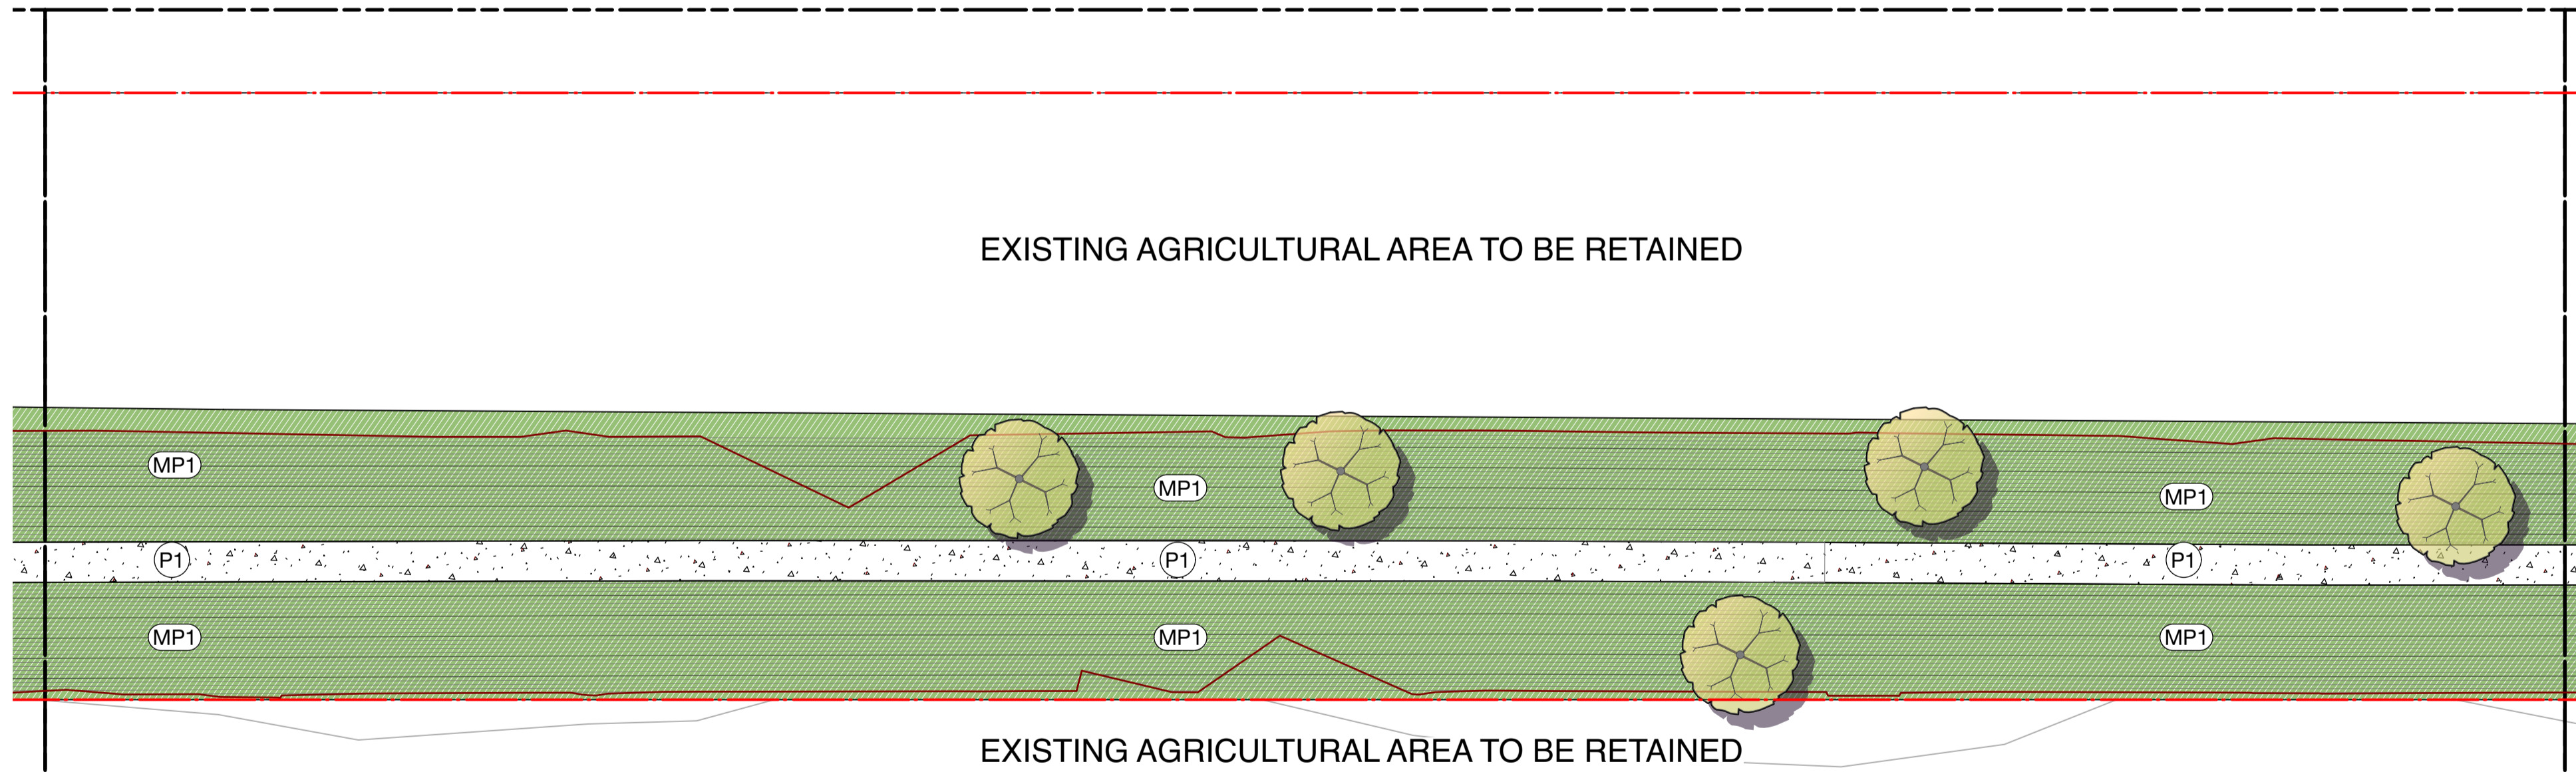 EXISTING AGRICULTURAL AREA TO BE RETAINED
MP1
MP1
MP1
P1
P1
P1
MP1
MP1
MP1
EXISTING AGRICULTURAL AREA TO BE RETAINED